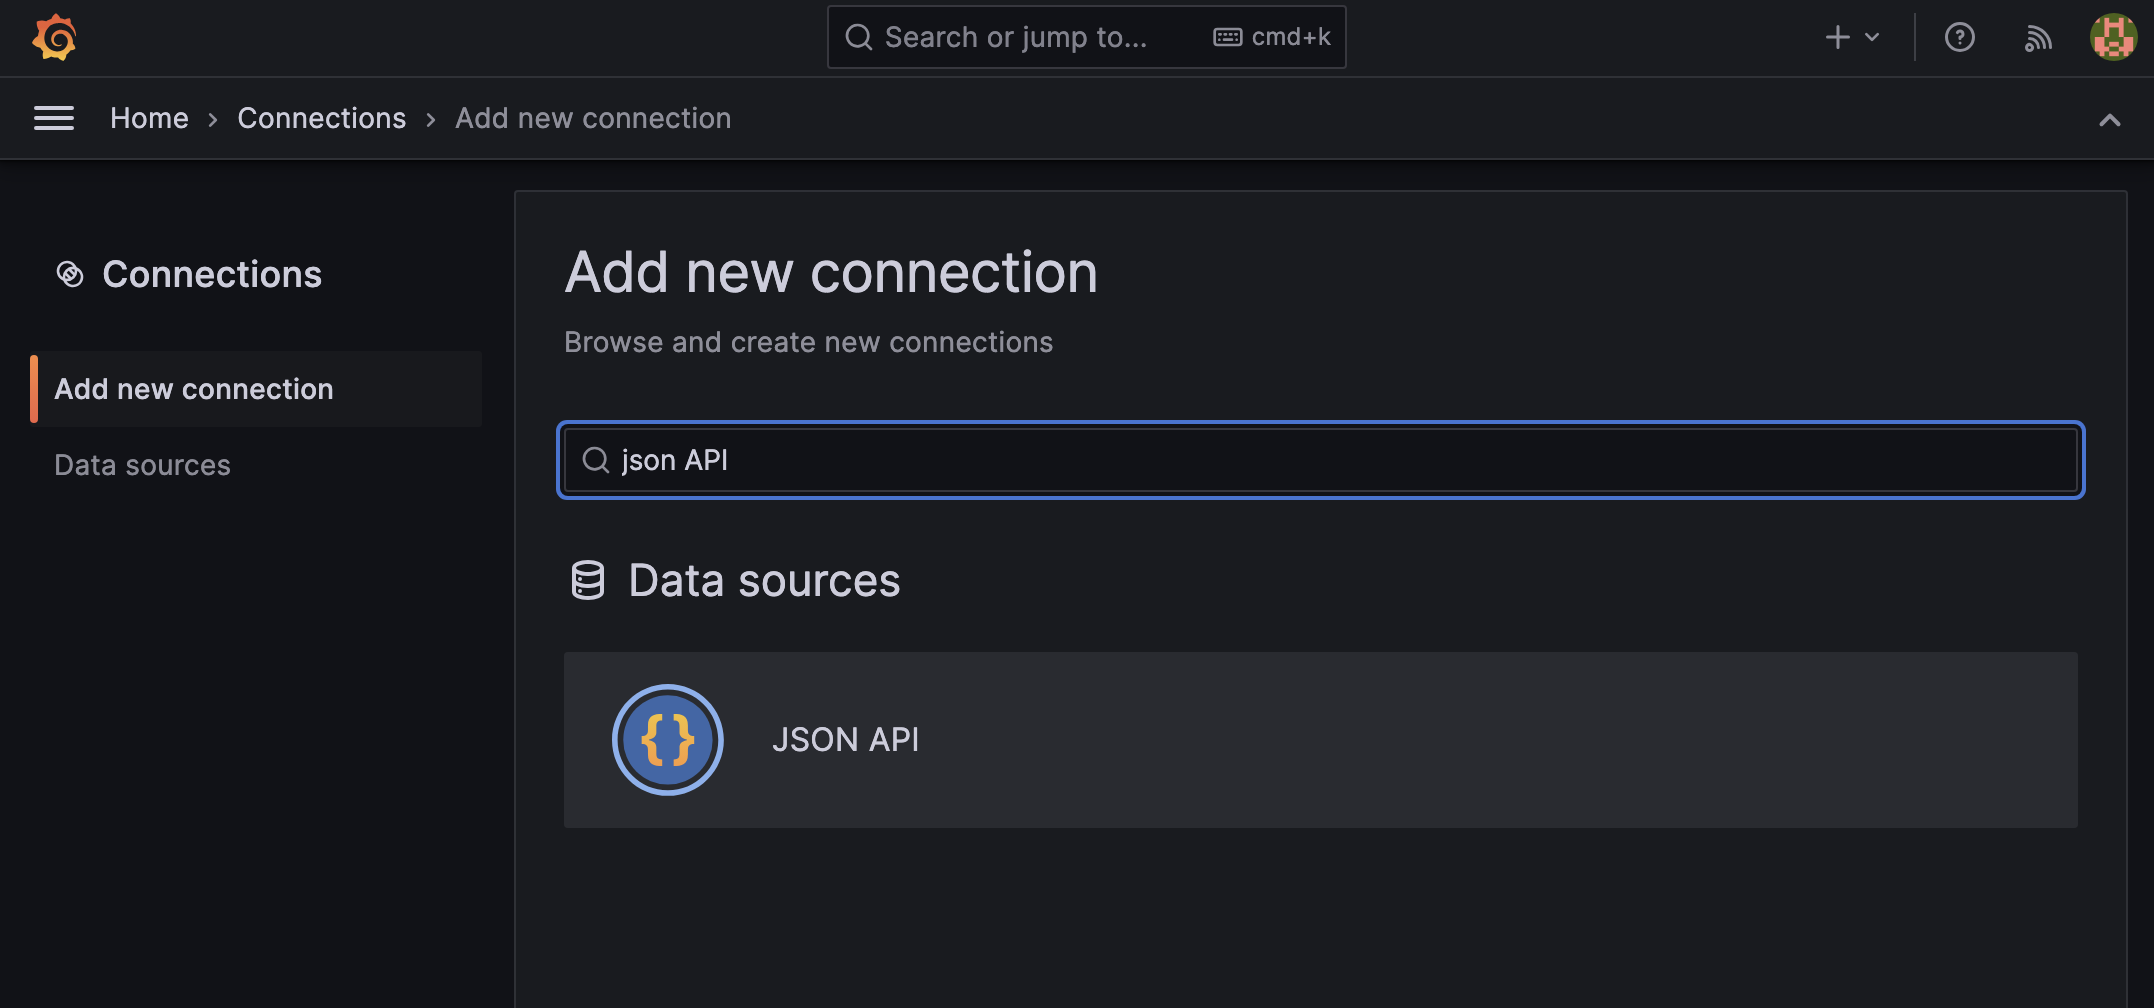 Search or jump to...
cmd+k
Home › Connections › Add new connection
Connections
Add new connection
Data sources
Add new connection
Browse and create new connections
json API
Data sources
{}
JSON API